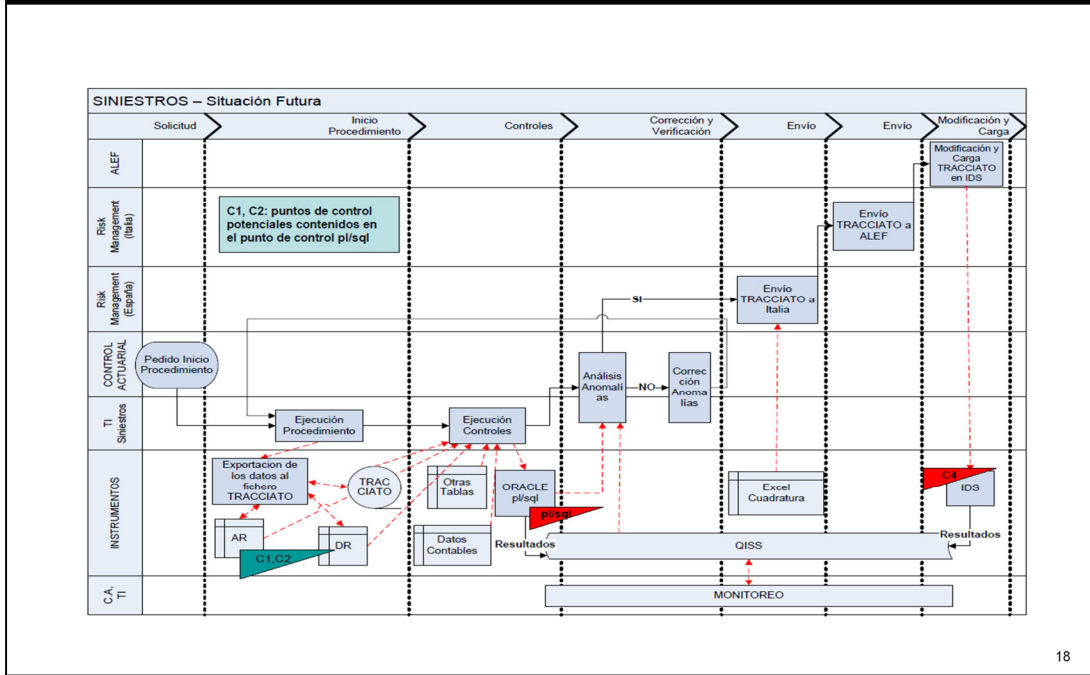 SINIESTROS – Situación Futura
Solicitud
Inicio
Procedimiento
Controles
Corrección y
Verificación
Envío
Envío
Modificación y
Carga
ALEF
Modificación y
Carga
TRACCIATO
en IDS
Risk
Management
(Italia)
C1, C2: puntos de control
potenciales contenidos en
el punto de control pl/sql
Envío
TRACCIATO a
ALEF
Risk
Management
(España)
SI
Envío
TRACCIATO a
Italia
CONTROL
ACTUARIAL
Pedido Inicio
Procedimiento
Análisis
Anomalí
as
NO
Correc
ción
Anoma
lías
TI
Siniestros
Ejecución
Procedimiento
Ejecución
Controles
INSTRUMENTOS
Exportacion de
los datos al
fichero
TRACCIATO
TRAC
CIATO
Otras
Tablas
ORACLE
pl/sql
pl/sql
Excel
Cuadratura
C4
IDS
AR
DR
C1,C2
Datos
Contables
Resultados
QISS
Resultados
C.A,
TI
MONITOREO
18